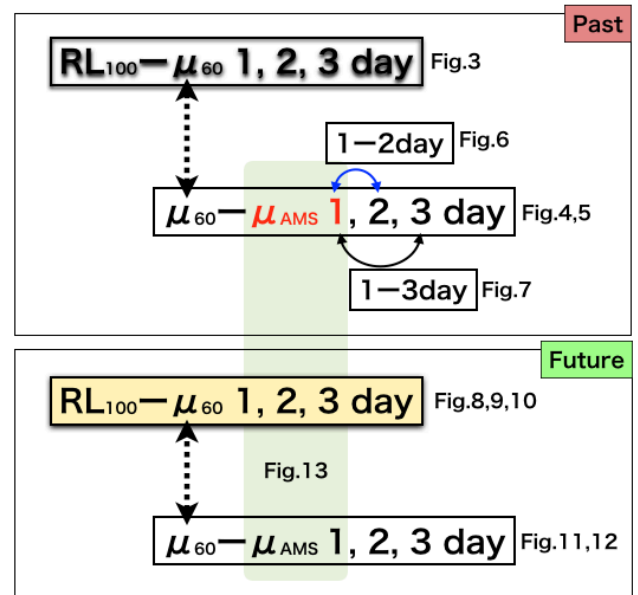 Past
RL100−μ60 1, 2, 3 day Fig.3
1−2day Fig.6
μ60−μAMS 1, 2, 3 day Fig.4,5
1−3day Fig.7
Future
RL100−μ60 1, 2, 3 day Fig.8,9,10
Fig.13
μ60−μAMS 1, 2, 3 day Fig.11,12